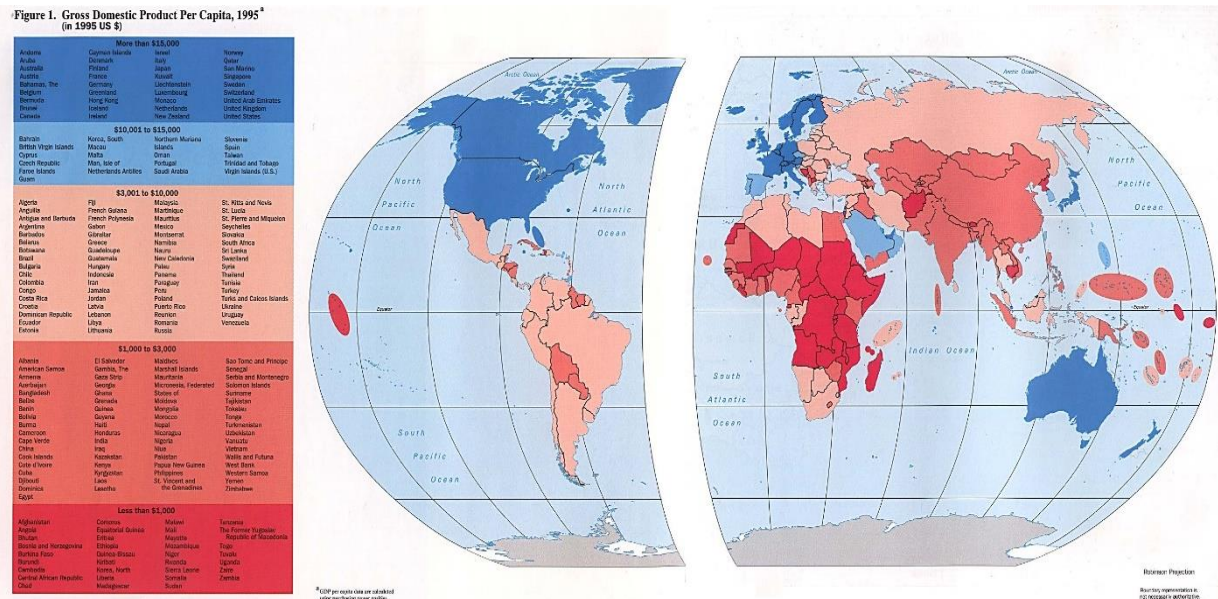 Figure 1. Gross Domestic Product Per Capita, 1995 a
(in 1995 US $)
More than $15,000
Andorra Cayman Islands Israel Norway
Aruba Denmark Italy Qatar
Australia Finland Japan San Marino
Austria France Kuwait Singapore
Bahamas, The Germany Liechtenstein Sweden
Belgium Greenland Luxembourg Switzerland
Bermuda Hong Kong Monaco United Arab Emirates
Brunei Iceland Netherlands United Kingdom
Canada Ireland New Zealand United States
$10,001 to $15,000
Bahrain Korea, South Northern Mariana Slovenia
British Virgin Islands Macau Islands Spain
Cyprus Malta Oman Taiwan
Czech Republic Man, Isle of Portugal Trinidad and Tobago
Faroe Islands Netherlands Antilles Saudi Arabia Virgin Islands (U.S.)
Guam
$3,001 to $10,000
Algeria Fiji Malaysia St. Kitts and Nevis
Anguilla French Guiana Martinique St. Lucia
Antigua and Barbuda French Polynesia Mauritius St. Pierre and Miquelon
Argentina Gabon Mexico Seychelles
Barbados Gibraltar Montserrat Slovakia
Belarus Greece Namibia South Africa
Botswana Guadeloupe Nauru Sri Lanka
Brazil Guatemala New Caledonia Swaziland
Bulgaria Hungary Palau Syria
Chile Indonesia Panama Thailand
Colombia Iran Paraguay Tunisia
Congo Jamaica Peru Turkey
Costa Rica Jordan Poland Turks and Caicos Islands
Croatia Latvia Puerto Rico Ukraine
Dominican Republic Lebanon Reunion Uruguay
Ecuador Libya Romania Venezuela
Estonia Lithuania Russia
$1,000 to $3,000
Albania El Salvador Maldives Sao Tome and Principe
American Samoa Gambia, The Marshall Islands Senegal
Armenia Gaza Strip Mauritania Serbia and Montenegro
Azerbaijan Georgia Micronesia, Federated Solomon Islands
Bangladesh Ghana States of Suriname
Belize Grenada Moldova Tajikistan
Benin Guinea Mongolia Tokelau
Bolivia Guyana Morocco Tonga
Burma Haiti Nepal Turkmenistan
Cameroon Honduras Nicaragua Uzbekistan
Cape Verde India Nigeria Vanuatu
China Iraq Niue Vietnam
Cook Islands Kazakstan Pakistan Wallis and Futuna
Cote d'Ivoire Kenya Papua New Guinea West Bank
Cuba Kyrgyzstan Philippines Western Samoa
Djibouti Laos St. Vincent and Yemen
Dominica Lesotho the Grenadines Zimbabwe
Egypt
Less than $1,000
Afghanistan Comoros Malawi Tanzania
Angola Equatorial Guinea Mali The Former Yugoslav
Bhutan Eritrea Mayotte Republic of Macedonia
Bosnia and Herzegovina Ethiopia Mozambique Togo
Burkina Faso Guinea-Bissau Niger Tuvalu
Burundi Kiribati Rwanda Uganda
Cambodia Korea, North Sierra Leone Zaire
Central African Republic Liberia Somalia Zambia
Chad Madagascar Sudan
Arctic Ocean
North
Pacific
Ocean
North
Atlantic
Ocean
Equator
South
Pacific
Ocean
Arctic Ocean
North
Pacific
Ocean
Equator
Indian Ocean
South
Atlantic
Ocean
a GDP per capita data are calculated
using purchasing power parities.
Robinson Projection
Boundary representation is
not necessarily authoritative.